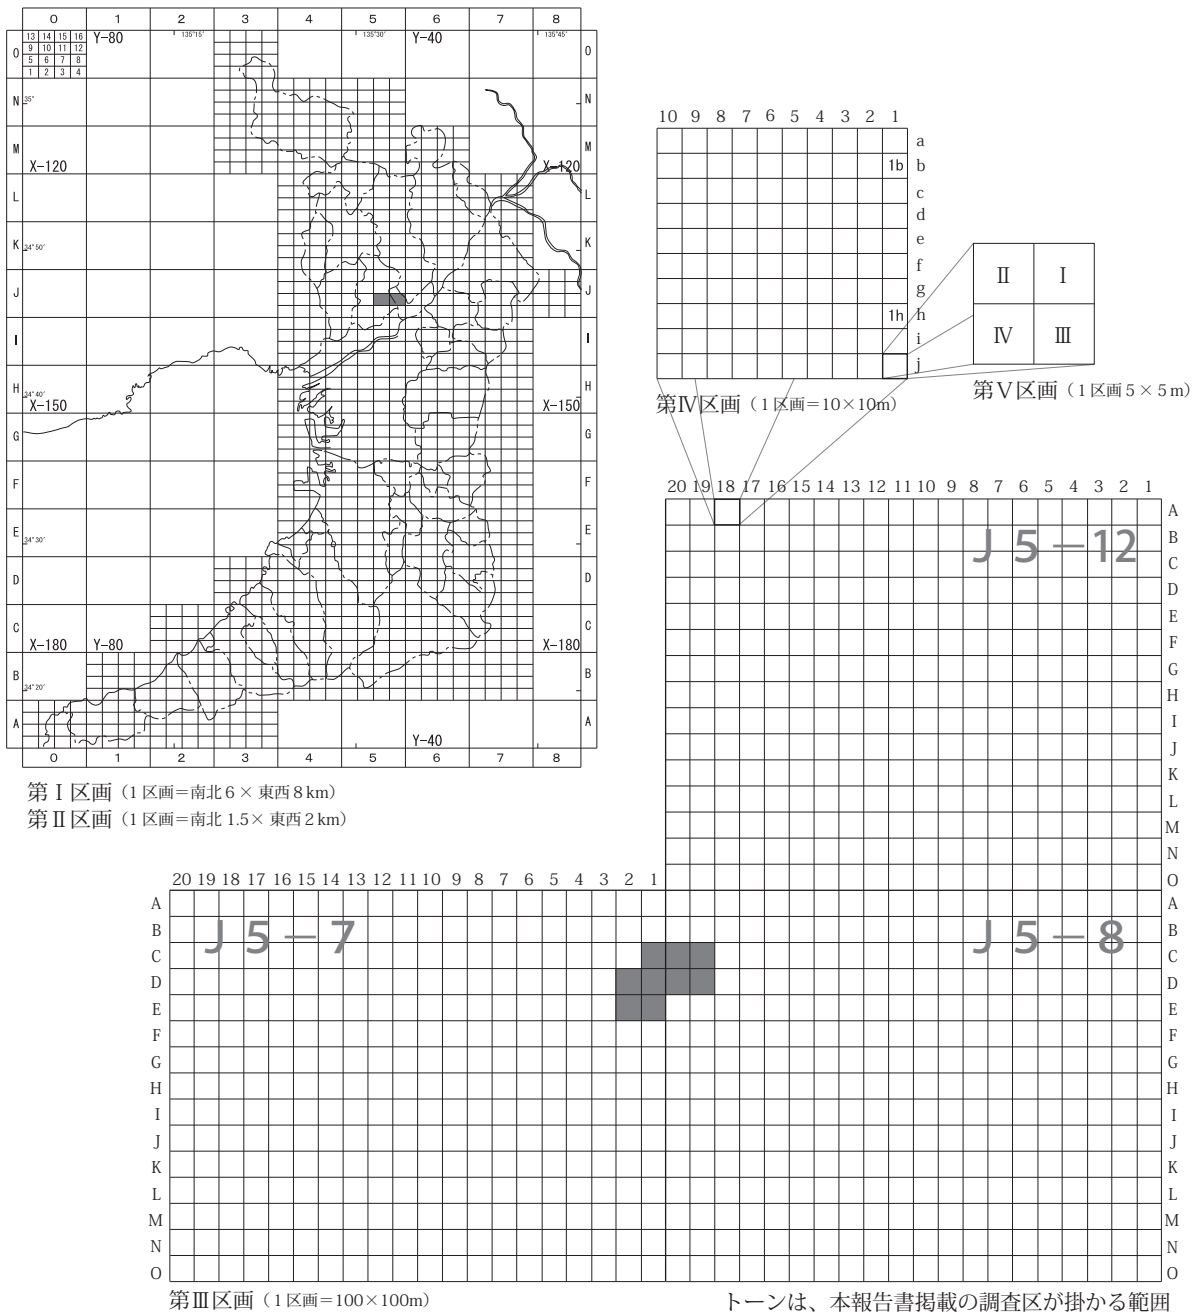 0 1 2 3 4 5 6 7 8
13 14 15 16 Y-80 135°15′ 135°30′ Y-40 135°45′
9 10 11 12
O O
5 6 7 8
1 2 3 4
N 35° N
M M
X-120 X-120
L L
K K
34°50′
J J
I I
H H
34°40′
X-150 X-150
G G
F F
E E
34°30′
D D
C C
X-180 Y-80 X-180
B B
34°20′
A A
Y-40
0 1 2 3 4 5 6 7 8
第Ⅰ区画（1 区画＝南北 6 × 東西 8 km）
第Ⅱ区画（1 区画＝南北 1.5× 東西 2 km）
10 9 8 7 6 5 4 3 2 1
a
1b b
c
d
e
f
g
1h h
i
j
第Ⅳ区画（1 区画＝10×10m）
Ⅱ Ⅰ
Ⅳ Ⅲ
第Ⅴ区画（1 区画 5 × 5 m）
20 19 18 17 16 15 14 13 12 11 10 9 8 7 6 5 4 3 2 1
A
B
J 5－12
C
D
E
F
G
H
I
J
K
L
M
N
O
20 19 18 17 16 15 14 13 12 11 10 9 8 7 6 5 4 3 2 1
A A
B B
J 5－7 J 5－8
C C
D D
E E
F F
G G
H H
I I
J J
K K
L L
M M
N N
O O
第Ⅲ区画（1 区画＝100×100m）
トーンは、本報告書掲載の調査区が掛かる範囲